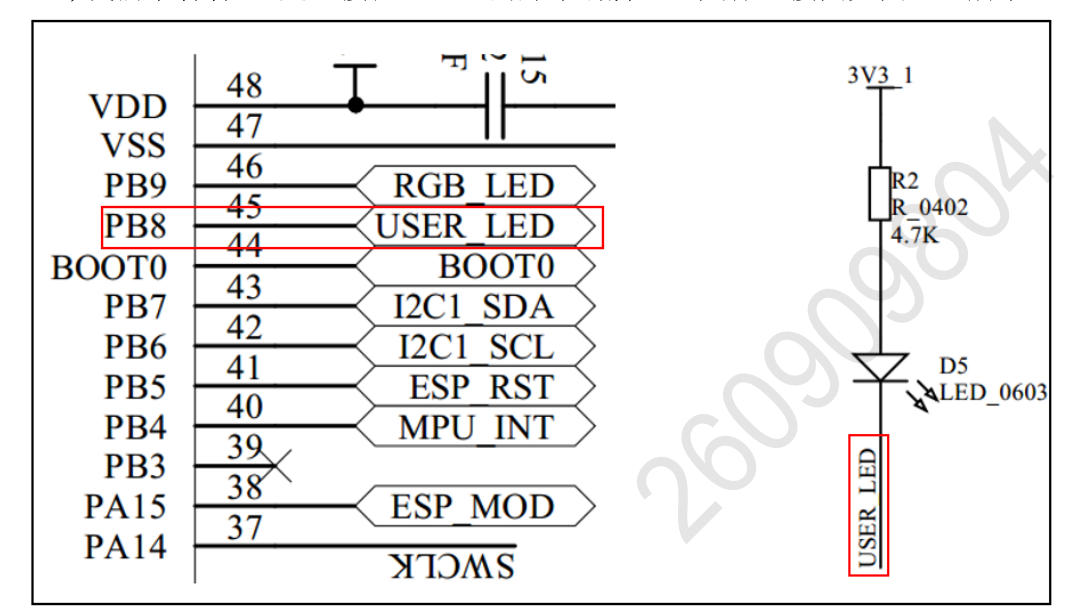 15
F
48
VDD
47
VSS
46
PB9
RGB_LED
45
PB8
USER_LED
44
BOOT0
BOOT0
43
PB7
I2C1_SDA
42
PB6
I2C1_SCL
41
PB5
ESP_RST
40
PB4
MPU_INT
39
PB3
38
PA15
ESP_MOD
37
PA14
SWCLK
3V3_1
R2
R_0402
4.7K
D5
LED_0603
USER_LED
260909804